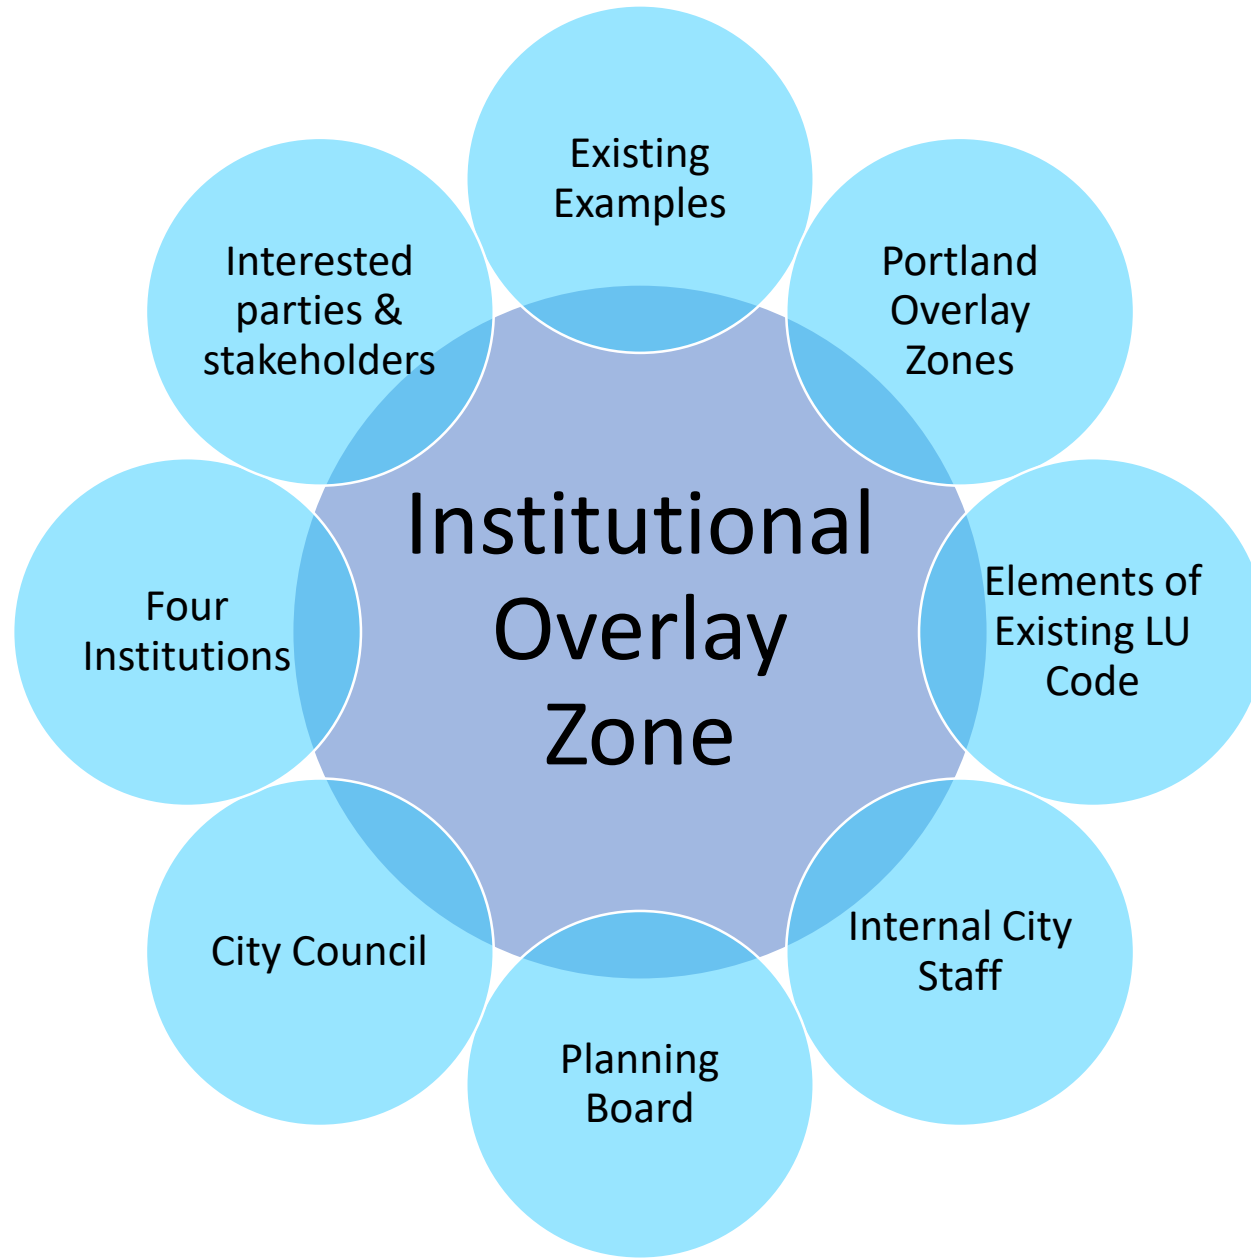 Existing
Examples
Portland
Overlay
Zones
Elements of
Existing LU
Code
Internal City
Staff
Planning
Board
City Council
Four
Institutions
Interested
parties &
stakeholders
Institutional
Overlay
Zone